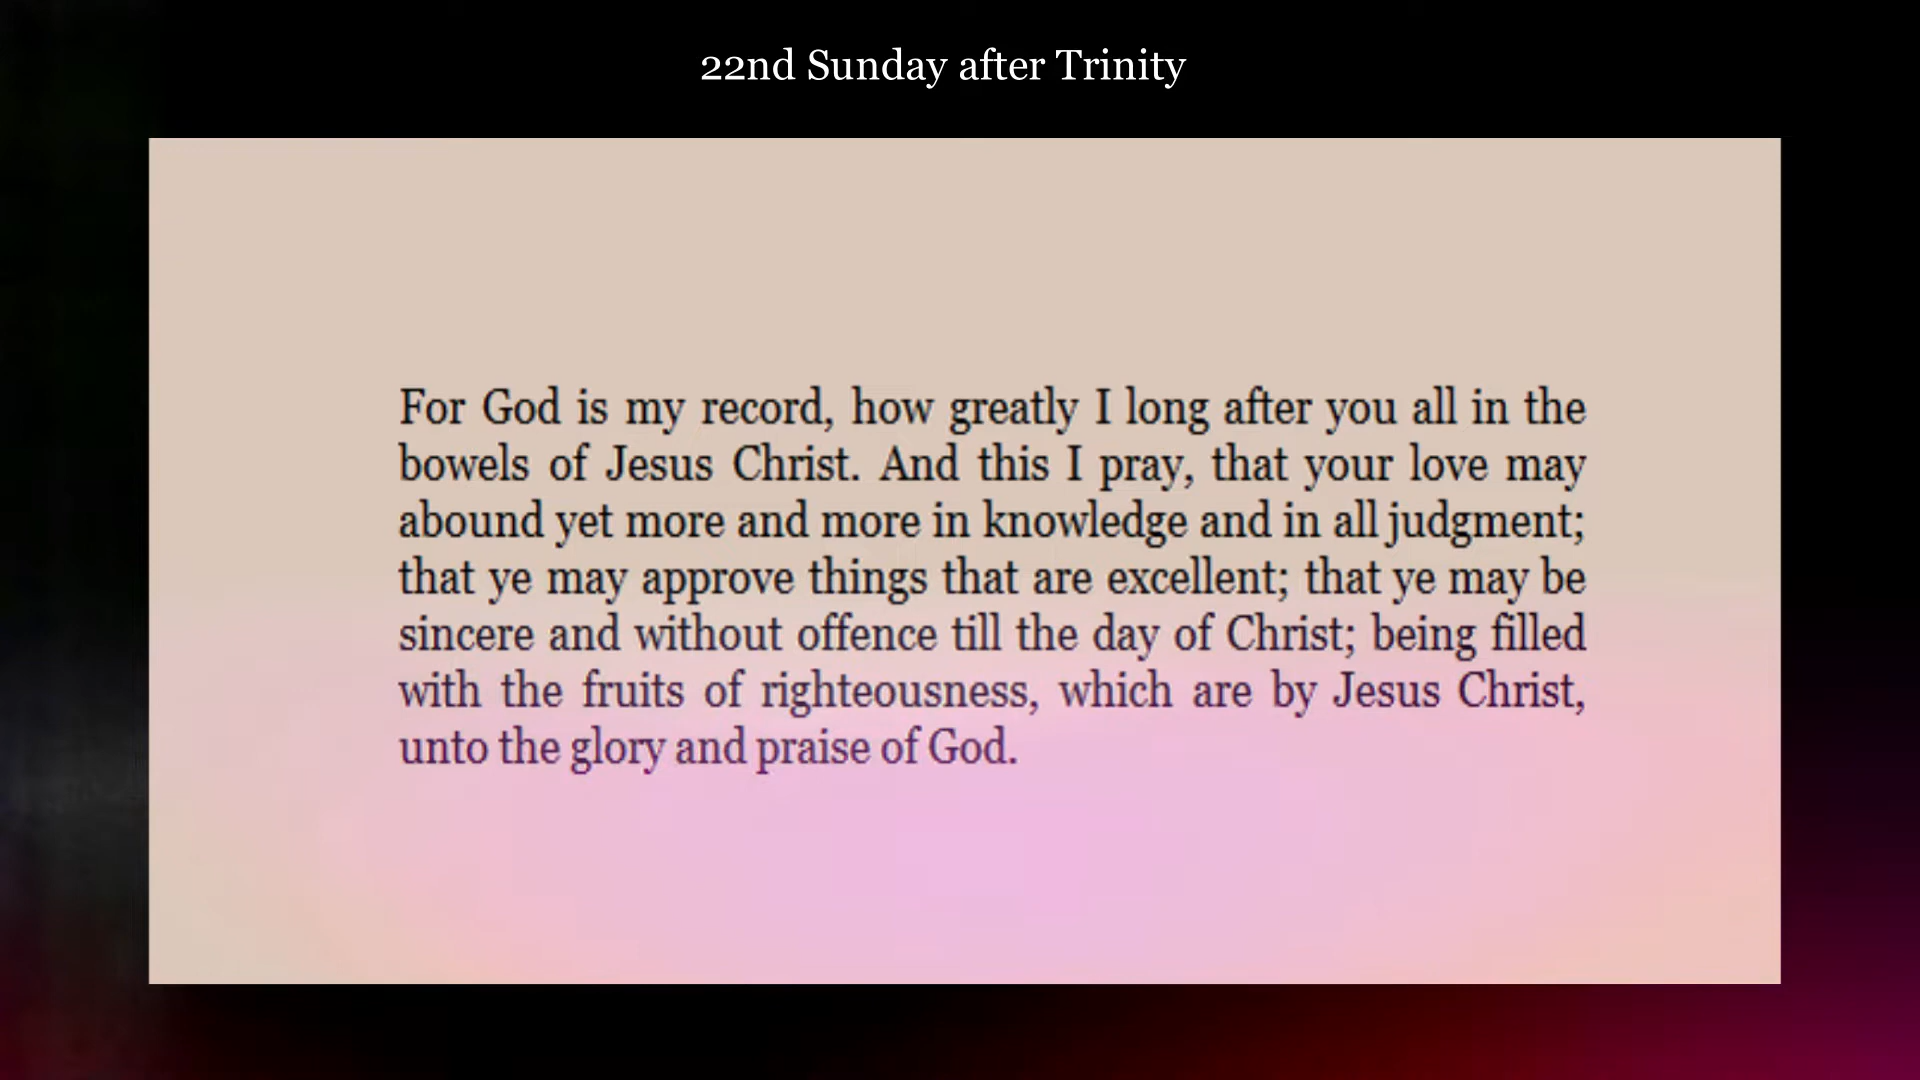 22nd Sunday after Trinity
For God is my record, how greatly I long after you all in the
bowels of Jesus Christ. And this I pray, that your love may
abound yet more and more in knowledge and in all judgment;
that ye may approve things that are excellent; that ye may be
sincere and without offence till the day of Christ; being filled
with the fruits of righteousness, which are by Jesus Christ,
unto the glory and praise of God.